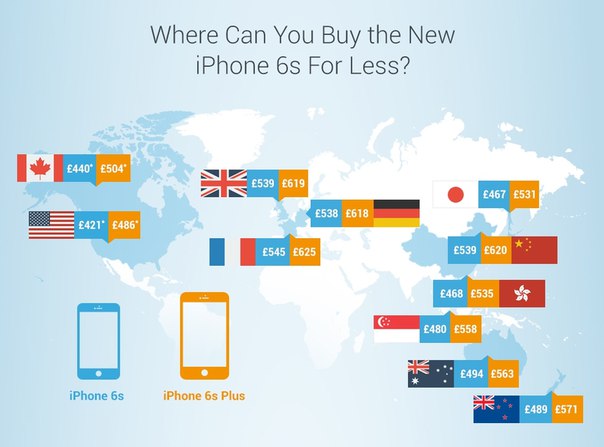 Where Can You Buy the New
iPhone 6s For Less?
£440* £504*
£539 £619
£467 £531
£421* £486*
£538 £618
£545 £625
£539 £620
£468 £535
£480 £558
£494 £563
£489 £571
iPhone 6s
iPhone 6s Plus